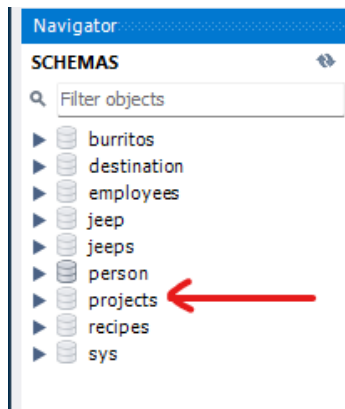 Navigator
SCHEMAS
Filter objects
burritos
destination
employees
jeep
jeeps
person
projects
recipes
sys